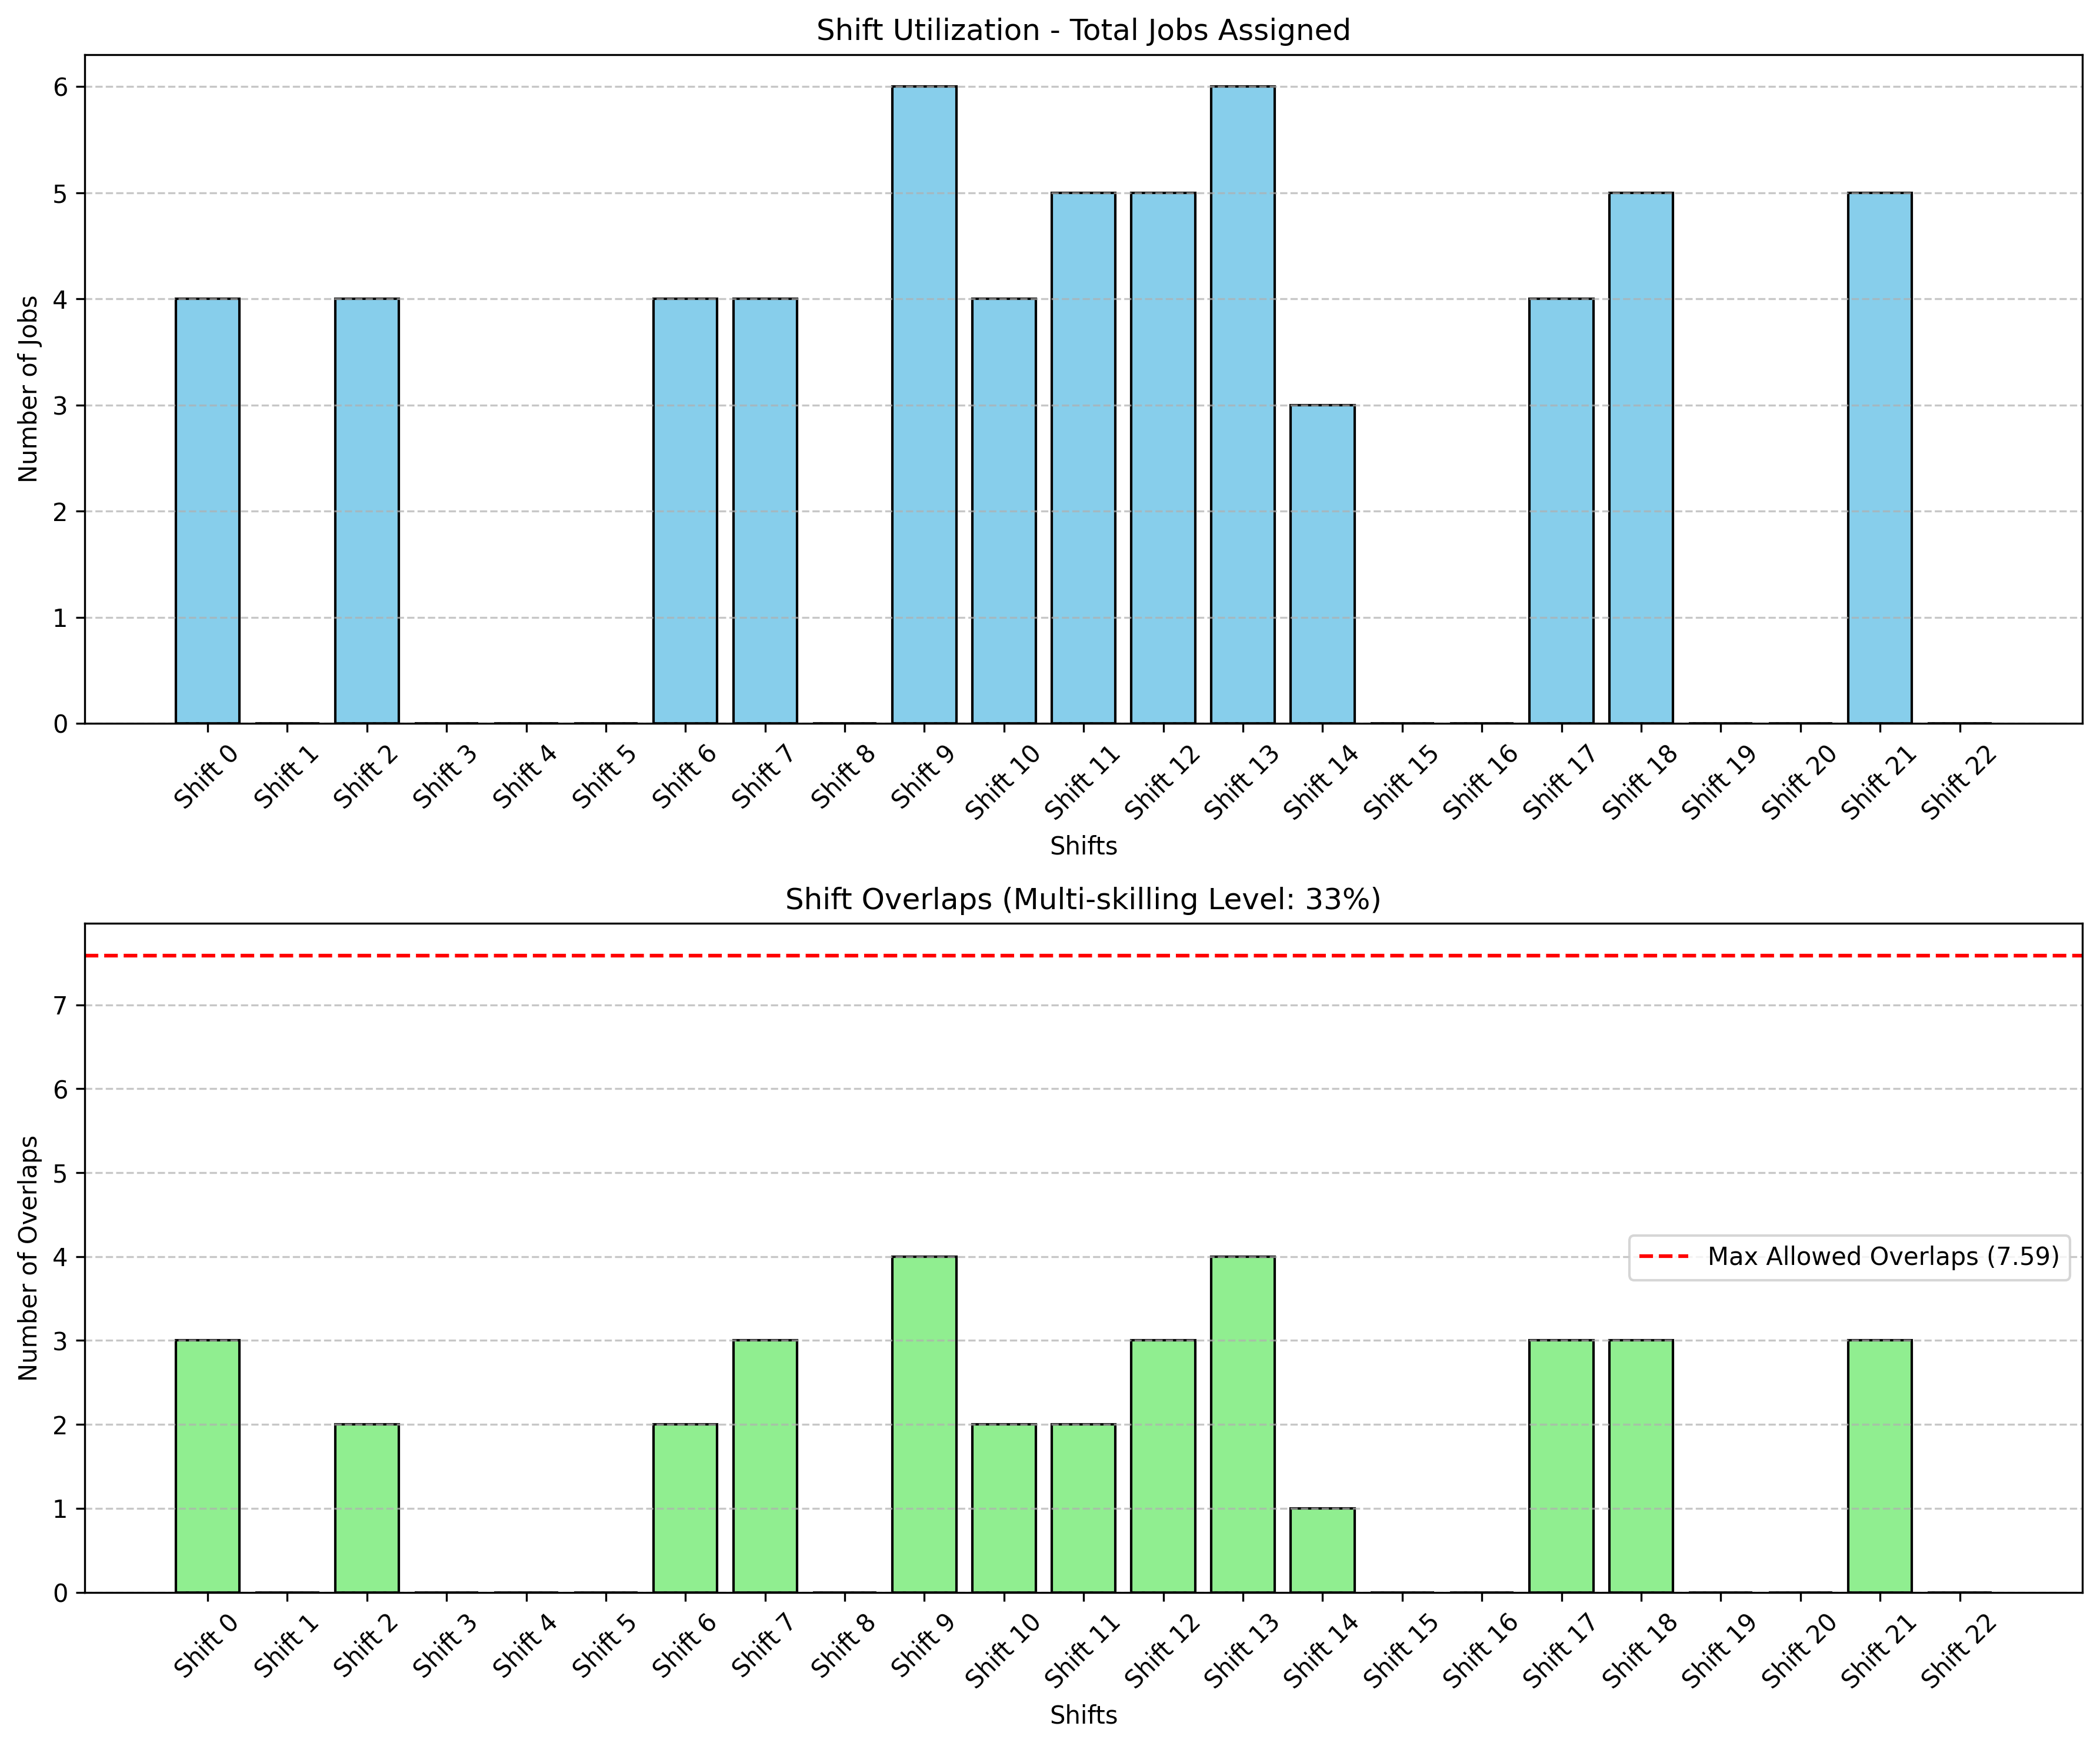 Shift Utilization - Total Jobs Assigned
Number of Jobs
6
5
4
3
2
1
0
Shift 0
Shift 1
Shift 2
Shift 3
Shift 4
Shift 5
Shift 6
Shift 7
Shift 8
Shift 9
Shift 10
Shift 11
Shift 12
Shift 13
Shift 14
Shift 15
Shift 16
Shift 17
Shift 18
Shift 19
Shift 20
Shift 21
Shift 22
Shifts
Shift Overlaps (Multi-skilling Level: 33%)
Number of Overlaps
7
6
5
4
3
2
1
0
Max Allowed Overlaps (7.59)
Shift 0
Shift 1
Shift 2
Shift 3
Shift 4
Shift 5
Shift 6
Shift 7
Shift 8
Shift 9
Shift 10
Shift 11
Shift 12
Shift 13
Shift 14
Shift 15
Shift 16
Shift 17
Shift 18
Shift 19
Shift 20
Shift 21
Shift 22
Shifts